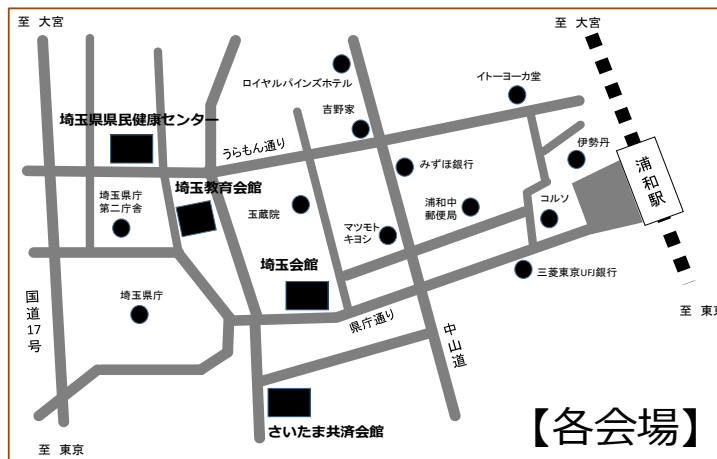 至 大宮
至 大宮
ロイヤルパインズホテル
イトーヨーカ堂
吉野家
埼玉県県民健康センター
うらもん通り
伊勢丹
浦和駅
みずほ銀行
埼玉教育会館
埼玉県庁
第二庁舎
玉蔵院
浦和中
郵便局
コルソ
マツモト
キヨシ
埼玉会館
三菱東京UFJ銀行
国道17号
埼玉県庁
県庁通り
中山道
至 東京
さいたま共済会館
【各会場】
至 東京